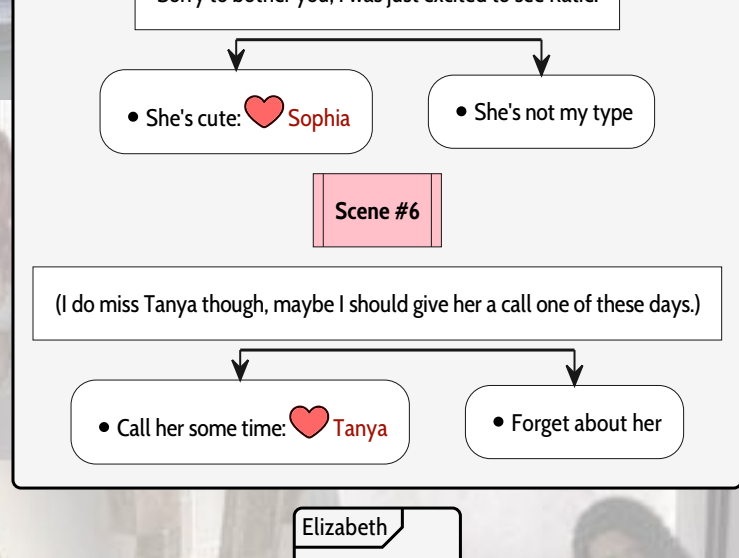 • She's cute: Sophia
• She's not my type
Scene #6
(I do miss Tanya though, maybe I should give her a call one of these days.)
• Call her some time: Tanya
• Forget about her
Elizabeth